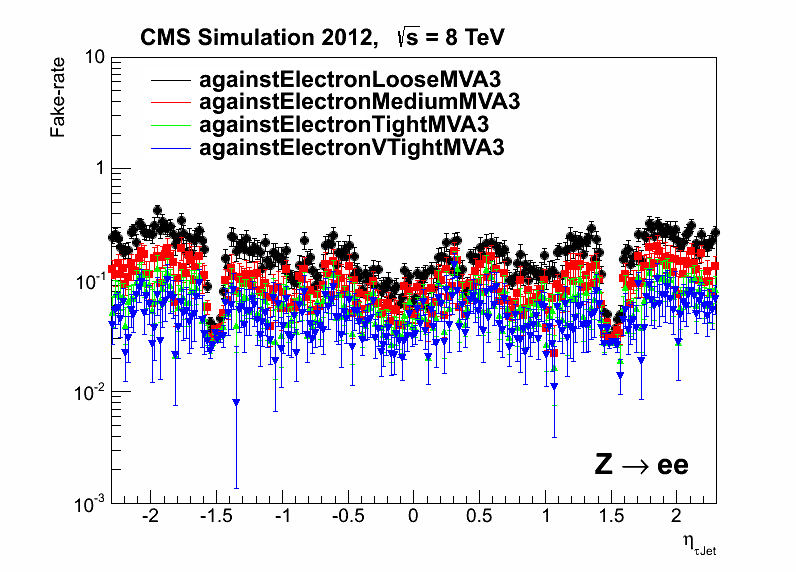 CMS Simulation 2012, √s = 8 TeV
Fake-rate
againstElectronLooseMVA3
againstElectronMediumMVA3
againstElectronTightMVA3
againstElectronVTightMVA3
10
1
10-1
10-2
10-3
Z → ee
-2 -1.5 -1 -0.5 0 0.5 1 1.5 2
ητJet